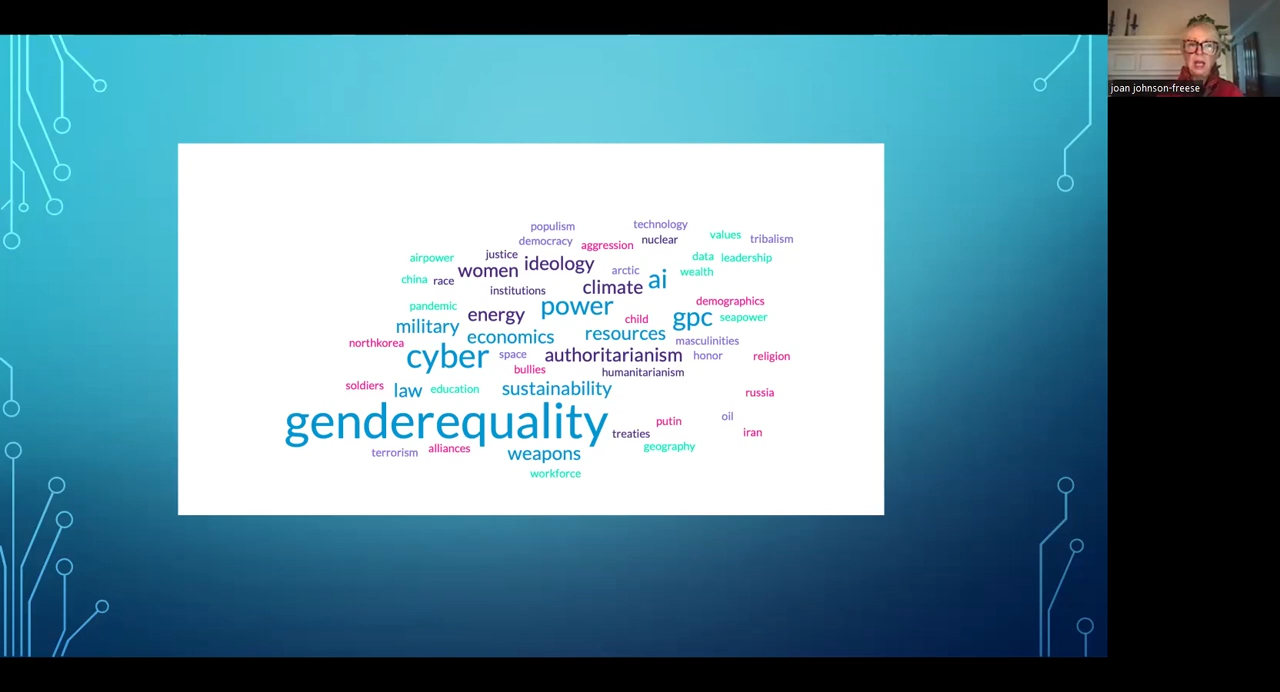 joan johnson-freese
populism
technology
democracy
aggression
nuclear
values
tribalism
airpower
justice
women
ideology
arctic
ai
data
leadership
wealth
china
race
institutions
climate
pandemic
energy
power
child
demographics
gpc
seapower
military
economics
resources
masculinities
northkorea
cyber
space
authoritarianism
honor
religion
bullies
humanitarianism
soldiers
law
education
sustainability
russia
genderequality
putin
oil
treaties
iran
terrorism
alliances
weapons
geography
workforce